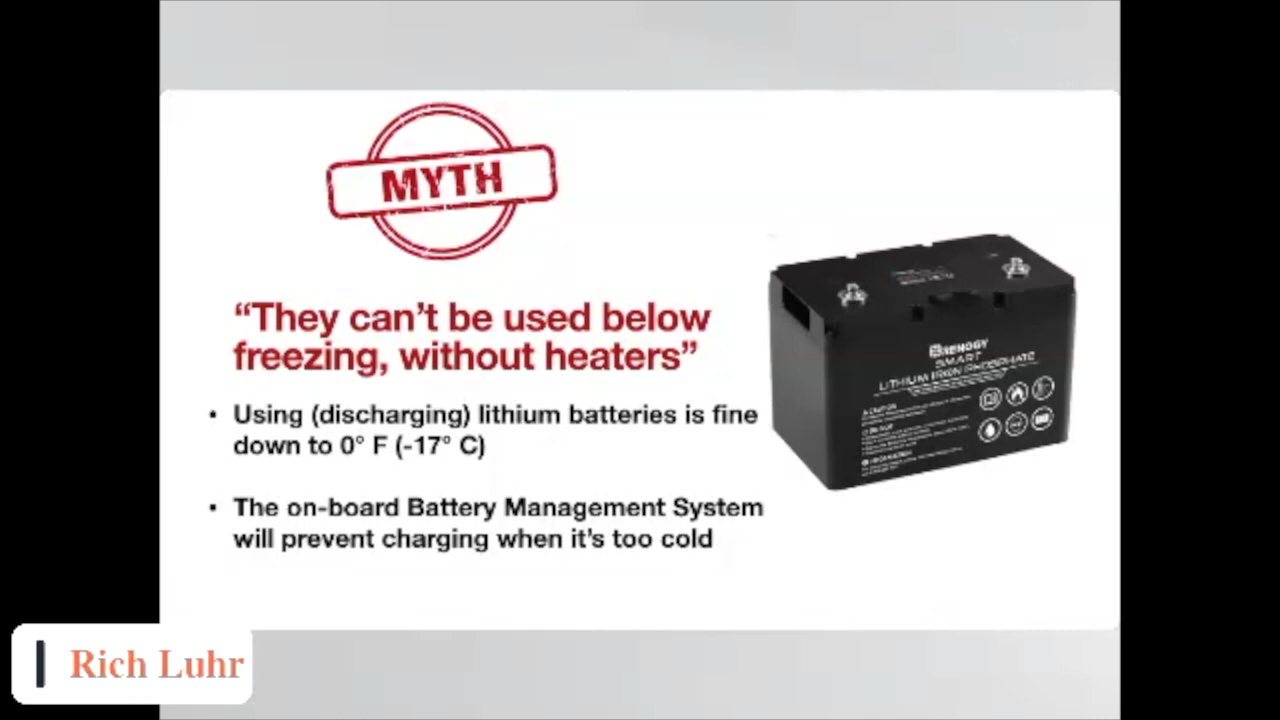 MYTH
“They can’t be used below
freezing, without heaters”
• Using (discharging) lithium batteries is fine
down to 0° F (-17° C)
• The on-board Battery Management System
will prevent charging when it’s too cold
RENOGY
SMART
LITHIUM IRON PHOSPHATE
Rich Luhr